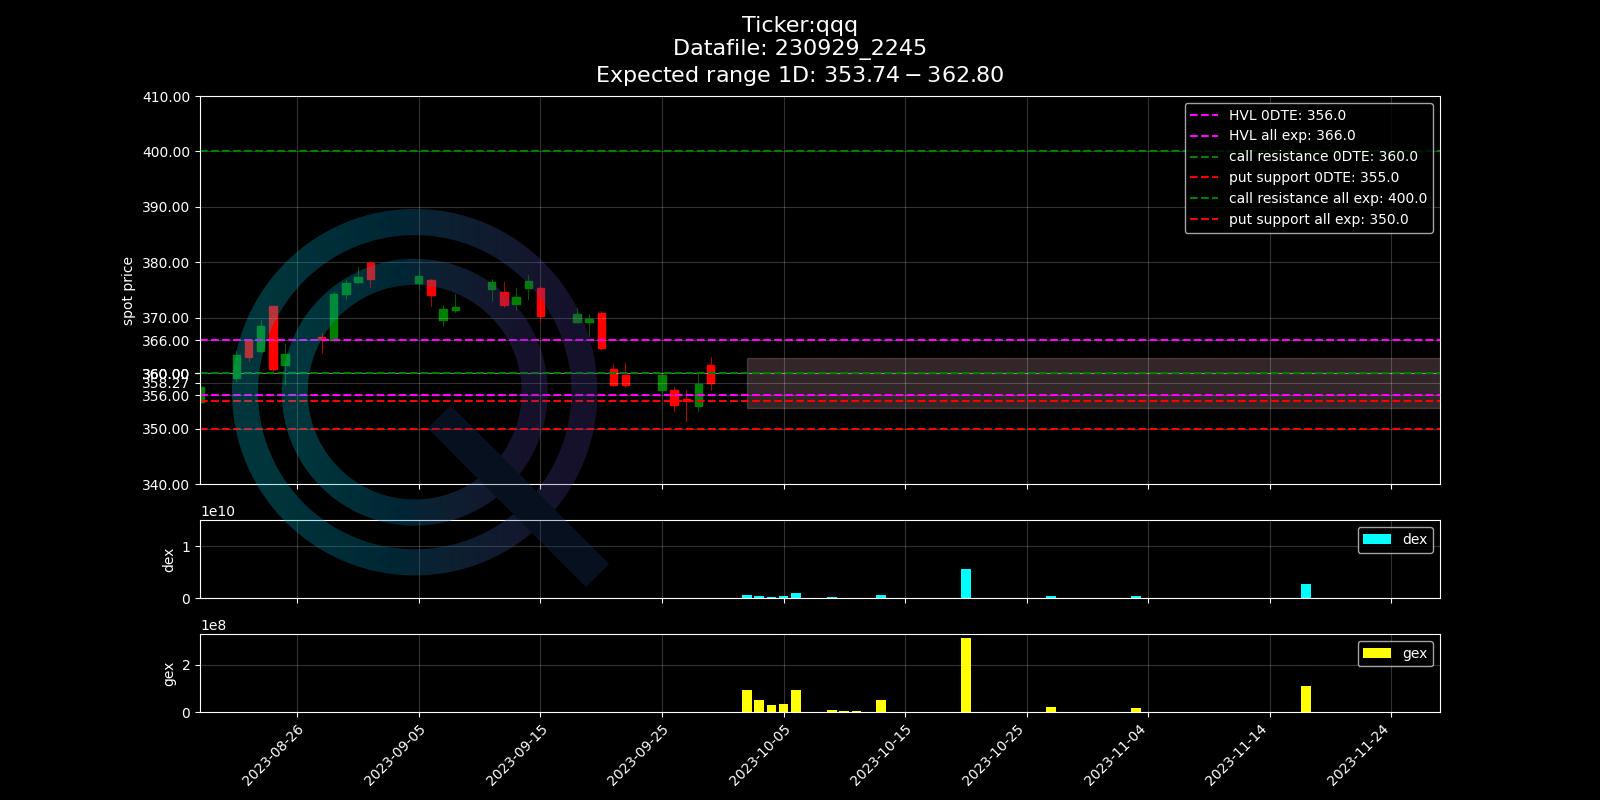 Ticker:qqq
Datafile: 230929_2245
Expected range 1D: 353.74 − 362.80
410.00
400.00
390.00
380.00
370.00
366.00
360.00
358.27
356.00
350.00
340.00
spot price
HVL 0DTE: 356.0
HVL all exp: 366.0
call resistance 0DTE: 360.0
put support 0DTE: 355.0
call resistance all exp: 400.0
put support all exp: 350.0
1e10
1
0
dex
dex
1e8
2
0
gex
gex
2023-08-26
2023-09-05
2023-09-15
2023-09-25
2023-10-05
2023-10-15
2023-10-25
2023-11-04
2023-11-14
2023-11-24